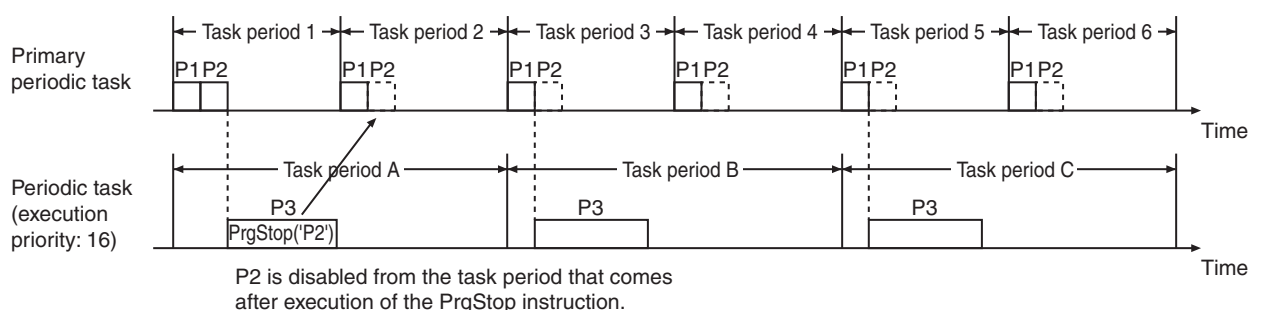 Task period 1 Task period 2 Task period 3 Task period 4 Task period 5 Task period 6
Primary
periodic task
P1 P2 P1 P2 P1 P2 P1 P2 P1 P2 P1 P2
Time
Task period A Task period B Task period C
Periodic task
(execution
priority: 16)
P3 P3 P3
PrgStop('P2')
Time
P2 is disabled from the task period that comes
after execution of the PrgStop instruction.